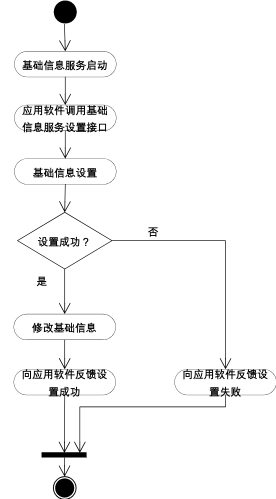 基础信息服务启动
应用软件调用基础
信息服务设置接口
基础信息设置
设置成功？
否
是
修改基础信息
向应用软件反馈设
置成功
向应用软件反馈设
置失败